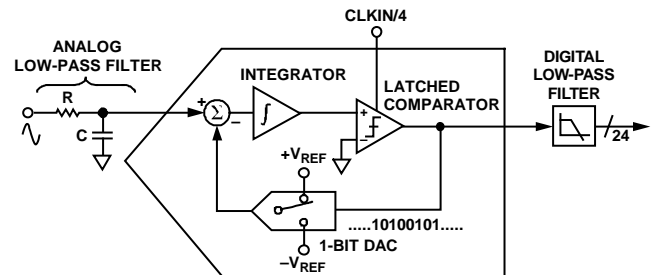 CLKIN/4
ANALOG
LOW-PASS FILTER
R
C
+
Σ
–
INTEGRATOR
∫
LATCHED
COMPARATOR
+
–
DIGITAL
LOW-PASS
FILTER
24
+VREF
.....10100101.....
1-BIT DAC
–VREF